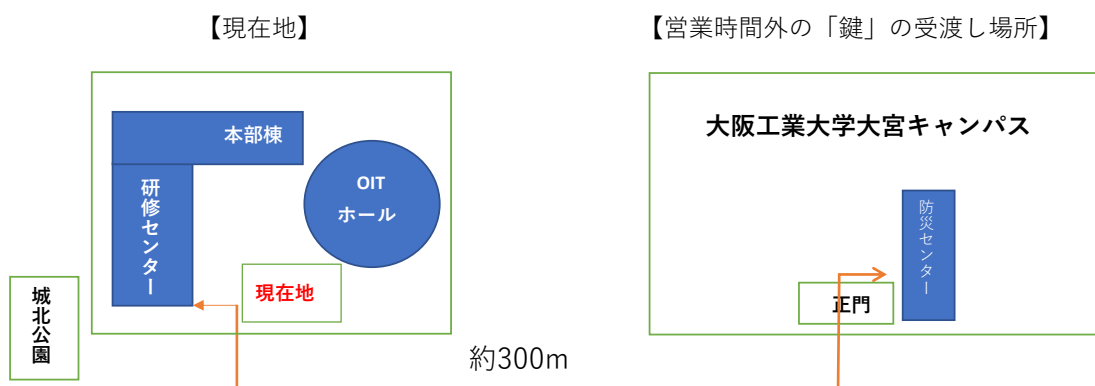 【現在地】
【営業時間外の「鍵」の受渡し場所】
本部棟
研修センター
OIT
ホール
現在地
城北公園
約300m
大阪工業大学大宮キャンパス
防災センター
正門